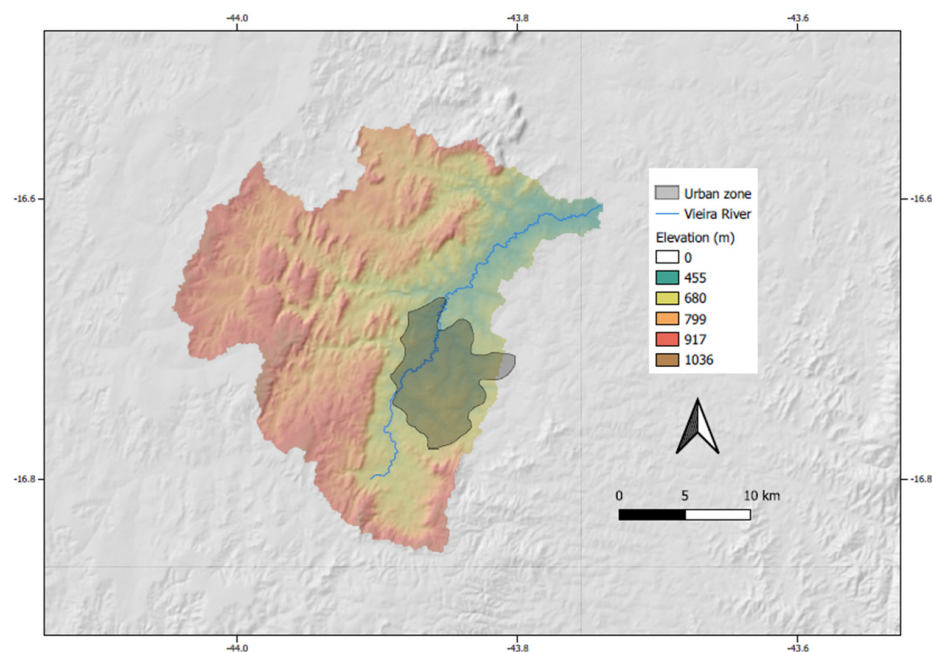 -44.0 -43.8 -43.6
-16.6 -16.6
Urban zone
Vieira River
Elevation (m)
0
455
680
799
917
1036
-16.8 -16.8
0 5 10 km
-44.0 -43.8 -43.6